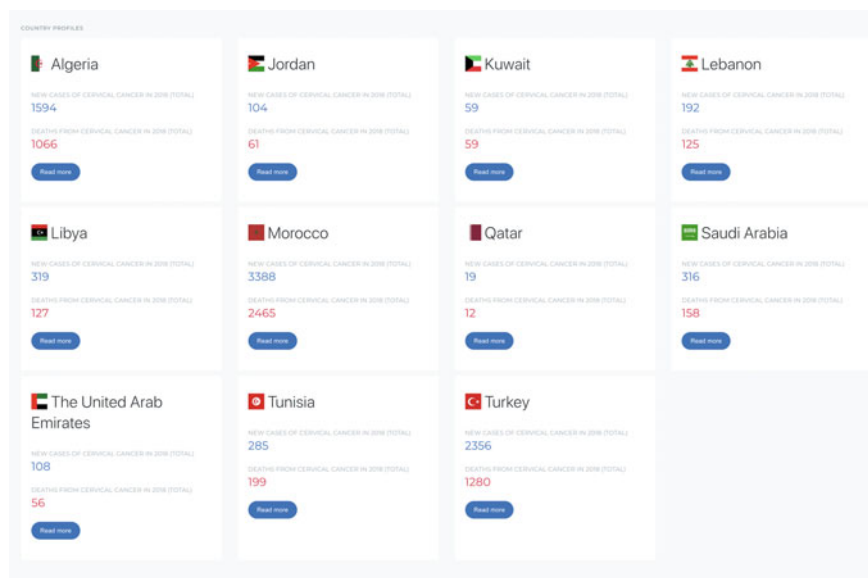 COUNTRY PROFILES
Algeria
NEW CASES OF CERVICAL CANCER IN 2018 (TOTAL)
1594
DEATHS FROM CERVICAL CANCER IN 2018 (TOTAL)
1066
Read more
Jordan
NEW CASES OF CERVICAL CANCER IN 2018 (TOTAL)
104
DEATHS FROM CERVICAL CANCER IN 2018 (TOTAL)
61
Read more
Kuwait
NEW CASES OF CERVICAL CANCER IN 2018 (TOTAL)
59
DEATHS FROM CERVICAL CANCER IN 2018 (TOTAL)
59
Read more
Lebanon
NEW CASES OF CERVICAL CANCER IN 2018 (TOTAL)
192
DEATHS FROM CERVICAL CANCER IN 2018 (TOTAL)
125
Read more
Libya
NEW CASES OF CERVICAL CANCER IN 2018 (TOTAL)
319
DEATHS FROM CERVICAL CANCER IN 2018 (TOTAL)
127
Read more
Morocco
NEW CASES OF CERVICAL CANCER IN 2018 (TOTAL)
3388
DEATHS FROM CERVICAL CANCER IN 2018 (TOTAL)
2465
Read more
Qatar
NEW CASES OF CERVICAL CANCER IN 2018 (TOTAL)
19
DEATHS FROM CERVICAL CANCER IN 2018 (TOTAL)
12
Read more
Saudi Arabia
NEW CASES OF CERVICAL CANCER IN 2018 (TOTAL)
316
DEATHS FROM CERVICAL CANCER IN 2018 (TOTAL)
158
Read more
The United Arab
Emirates
NEW CASES OF CERVICAL CANCER IN 2018 (TOTAL)
108
DEATHS FROM CERVICAL CANCER IN 2018 (TOTAL)
56
Read more
Tunisia
NEW CASES OF CERVICAL CANCER IN 2018 (TOTAL)
285
DEATHS FROM CERVICAL CANCER IN 2018 (TOTAL)
199
Read more
Turkey
NEW CASES OF CERVICAL CANCER IN 2018 (TOTAL)
2356
DEATHS FROM CERVICAL CANCER IN 2018 (TOTAL)
1280
Read more